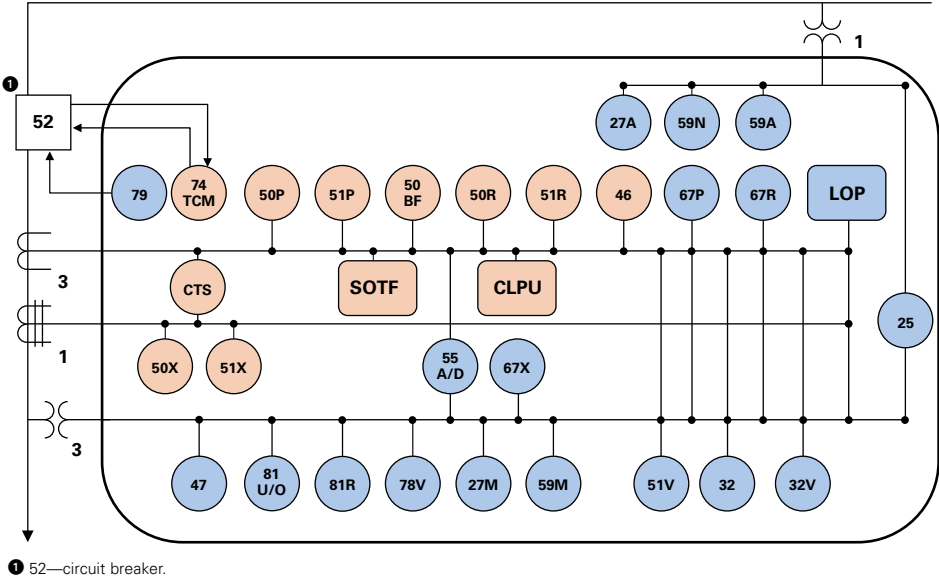 1
❶
52
27A
59N
59A
79
74
TCM
50P
51P
50
BF
50R
51R
46
67P
67R
LOP
3
CTS
SOTF
CLPU
25
1
50X
51X
55
A/D
67X
3
47
81
U/O
81R
78V
27M
59M
51V
32
32V
❶ 52—circuit breaker.